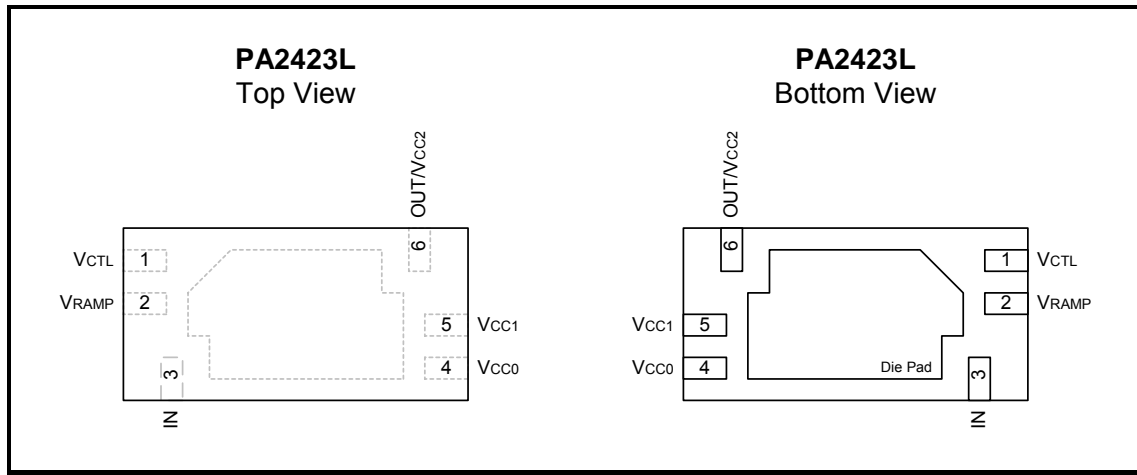 PA2423L
Top View
OUT/VCC2
6
VCTL 1
VRAMP 2
5 VCC1
4 VCC0
3
IN
PA2423L
Bottom View
OUT/VCC2
6
1 VCTL
2 VRAMP
VCC1 5
VCC0 4
Die Pad
3
IN